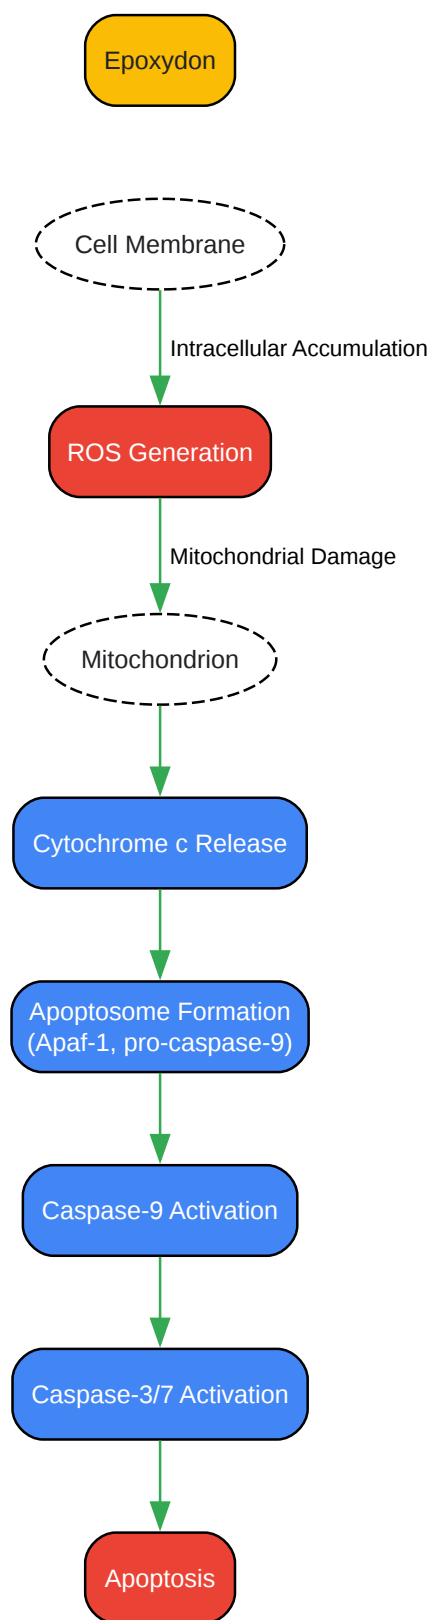 Epoxydon
Cell Membrane
Intracellular Accumulation
ROS Generation
Mitochondrial Damage
Mitochondrion
Cytochrome c Release
Apoptosome Formation
(Apaf-1, pro-caspase-9)
Caspase-9 Activation
Caspase-3/7 Activation
Apoptosis